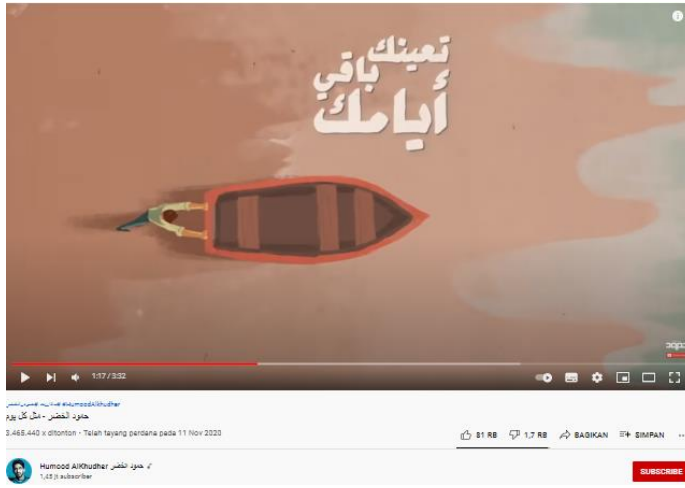 تعينك
باقي
أيامك
1:17 / 3:32
#HumoodAlKhudher
حمود الخضر - مثل كل يوم
3.465.440 x ditonton • Telah tayang perdana pada 11 Nov 2020
81 RB
1,7 RB
BAGIKAN
SIMPAN
Humood AlKhudher حمود الخضر
1,43 jt subscriber
SUBSCRIBE